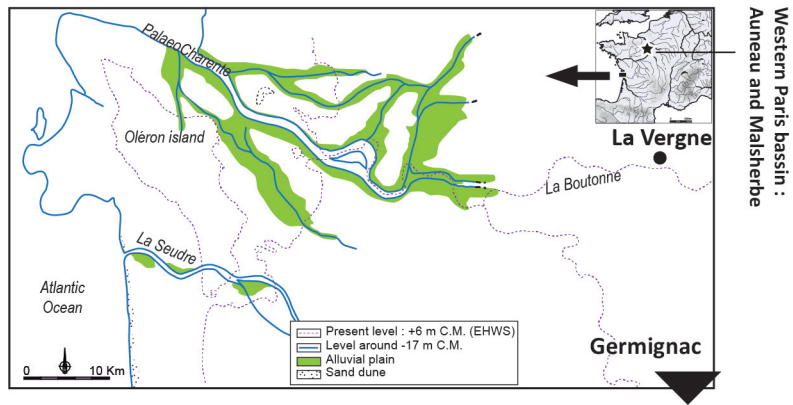 PalaeoCharente
Oléron island
La Seudre
Atlantic
Ocean
0 10 Km
La Vergne
La Boutonne
Germignac
Western Paris bassin :
Auneau and Malsherbe
Present level : +6 m C.M. (EHWS)
Level around -17 m C.M.
Alluvial plain
Sand dune